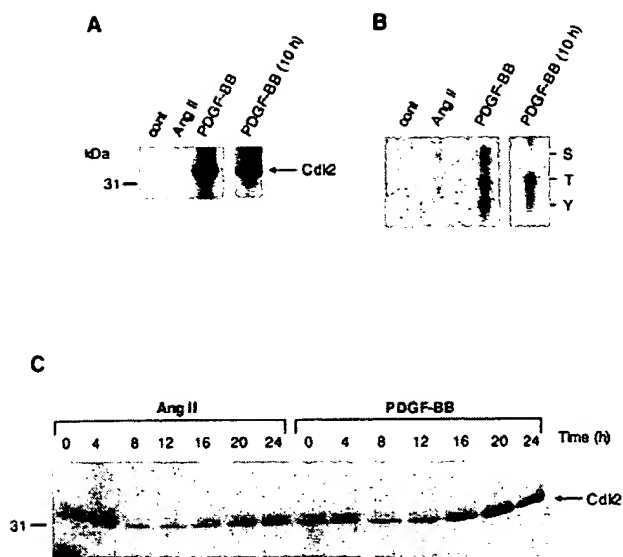 A
cont
Ang II
PDGF-BB
PDGF-BB (10 h)
kDa
31
Cdk2
B
cont
Ang II
PDGF-BB
PDGF-BB (10 h)
S
T
Y
C
Ang II PDGF-BB
0 4 8 12 16 20 24 0 4 8 12 16 20 24 Time (h)
31
Cdk2